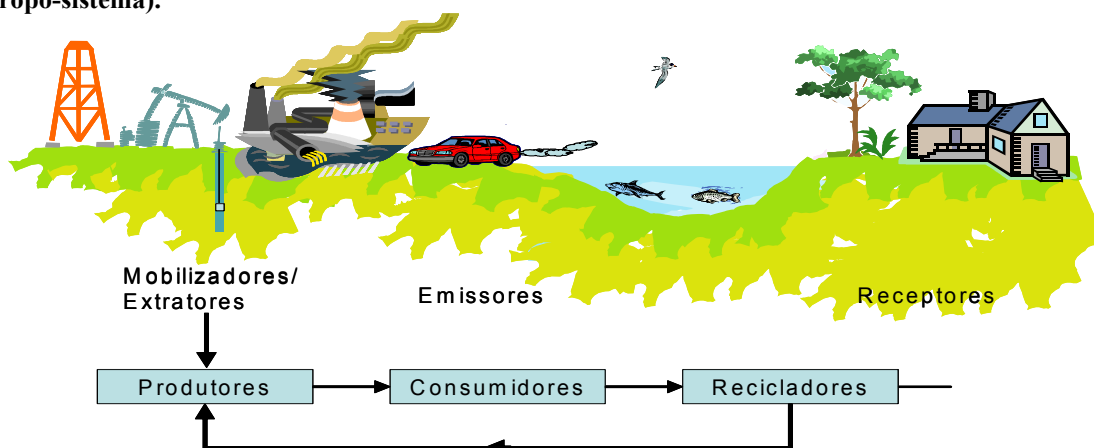 ropo-sistema).
Mobilizadores/
Extratores
Emissores
Receptores
Produtores
Consumidores
Recicladores